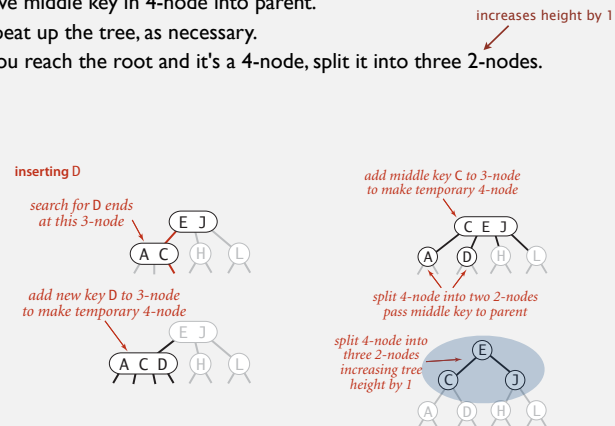 ve middle key in 4-node into parent.
increases height by 1
peat up the tree, as necessary.
ou reach the root and it's a 4-node, split it into three 2-nodes.
inserting D
search for D ends
at this 3-node
E J
A C
H
L
add new key D to 3-node
to make temporary 4-node
E J
A C D
H
L
add middle key C to 3-node
to make temporary 4-node
C E J
A
D
H
L
split 4-node into two 2-nodes
pass middle key to parent
split 4-node into
three 2-nodes
increasing tree
height by 1
E
C
J
A
D
H
L